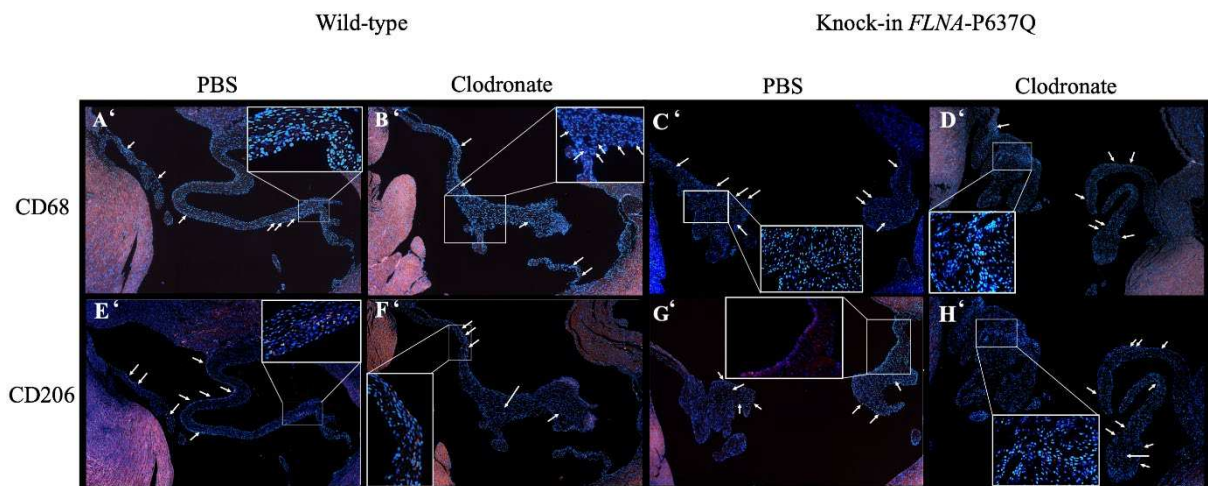 Wild-type Knock-in FLNA-P637Q
PBS Clodronate PBS Clodronate
CD68 A‘ B‘ C‘ D‘
CD206 E‘ F‘ G‘ H‘